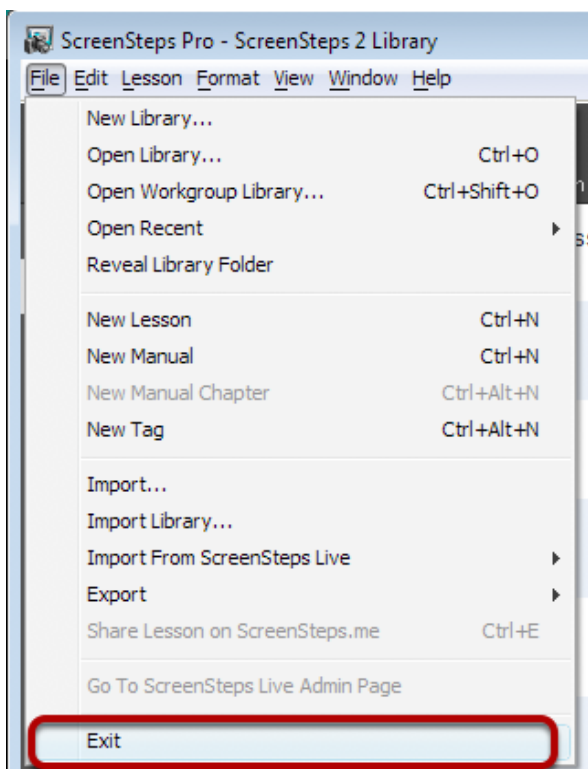 ScreenSteps Pro - ScreenSteps 2 Library
File Edit Lesson Format View Window Help
New Library...
Open Library... Ctrl+O
Open Workgroup Library... Ctrl+Shift+O
Open Recent
Reveal Library Folder
New Lesson Ctrl+N
New Manual Ctrl+N
New Manual Chapter Ctrl+Alt+N
New Tag Ctrl+Alt+N
Import...
Import Library...
Import From ScreenSteps Live
Export
Share Lesson on ScreenSteps.me Ctrl+E
Go To ScreenSteps Live Admin Page
Exit